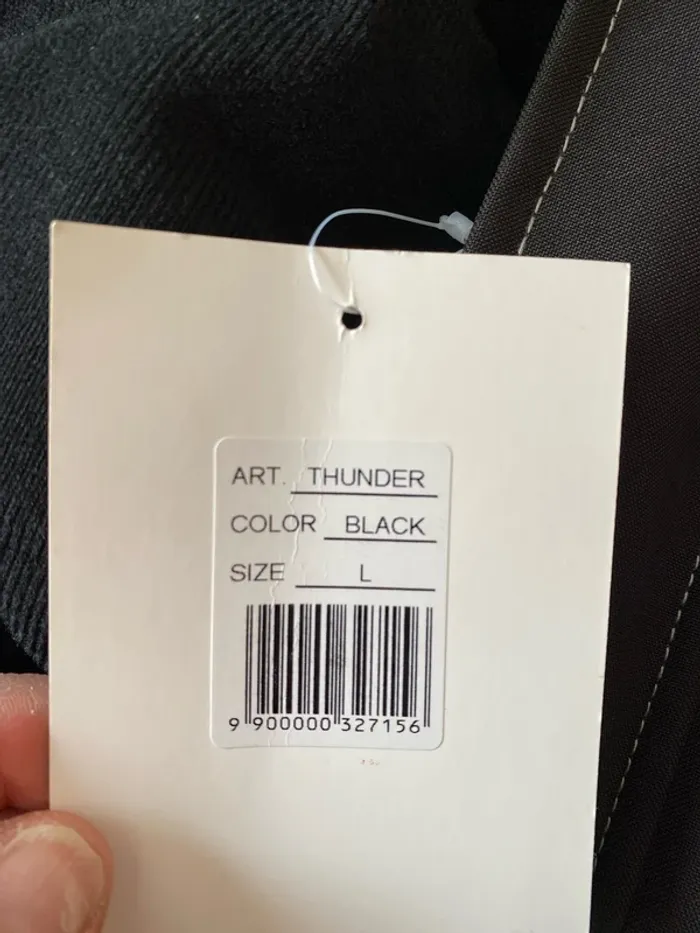 ART. THUNDER
COLOR BLACK
SIZE L
9 900000 327156